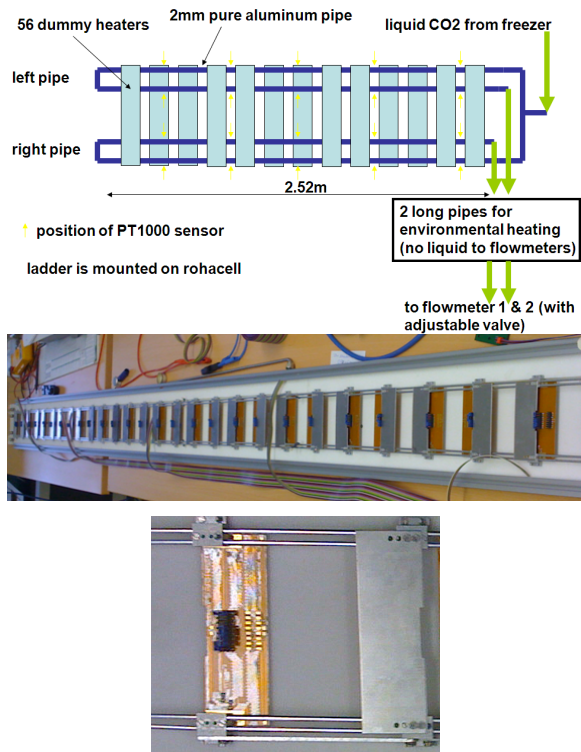 56 dummy heaters
2mm pure aluminum pipe
liquid CO2 from freezer
left pipe
right pipe
2.52m
position of PT1000 sensor
ladder is mounted on rohacell
2 long pipes for
environmental heating
(no liquid to flowmeters)
to flowmeter 1 & 2 (with
adjustable valve)